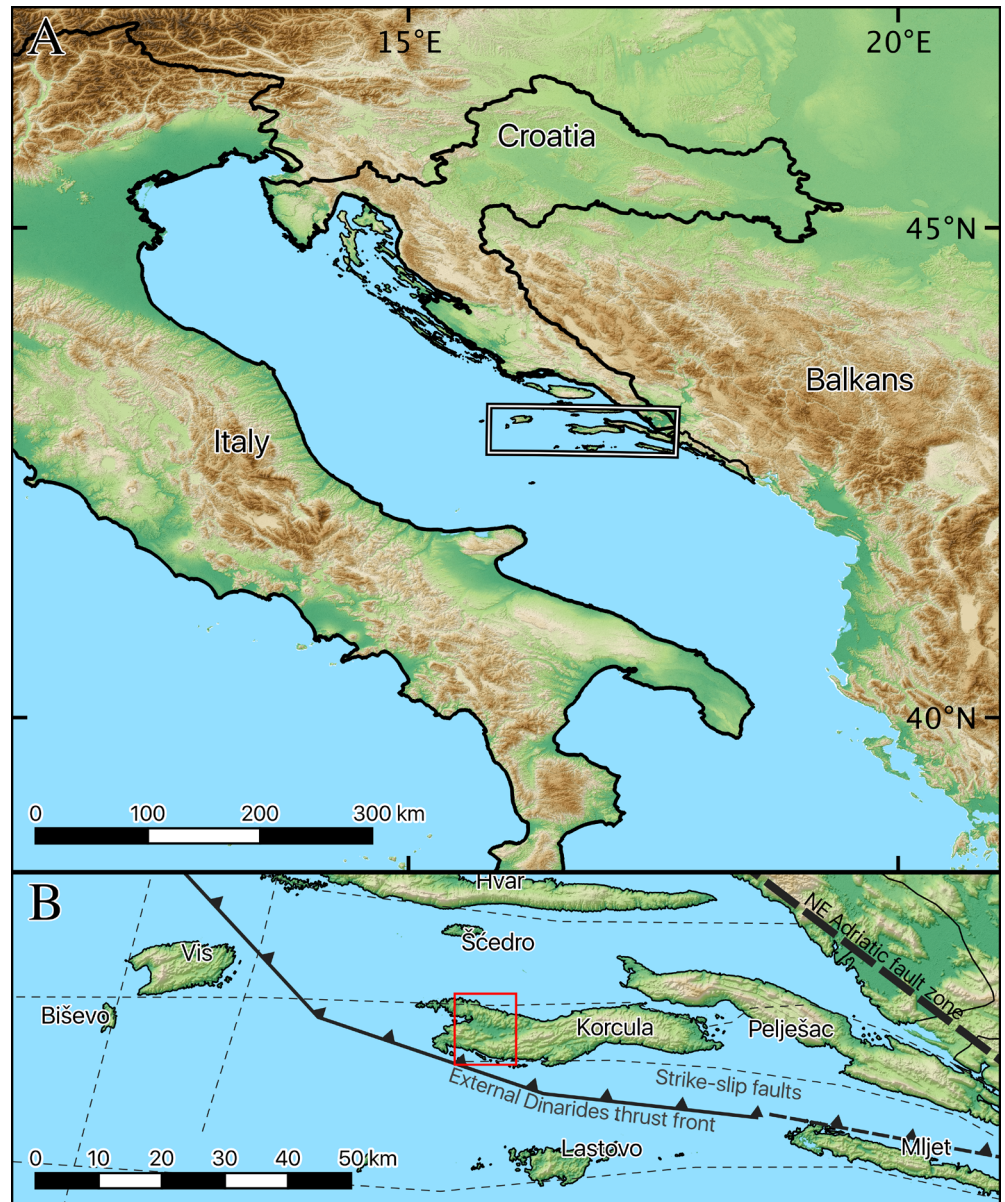 A
15°E
20°E
Croatia
45°N
Balkans
Italy
40°N
0 100 200 300 km
B
Hvar
NE Adriatic fault zone
Šćedro
Vis
Biševo
Korcula
Pelješac
Strike-slip faults
External Dinarides thrust front
Lastovo
Mljet
0 10 20 30 40 50 km